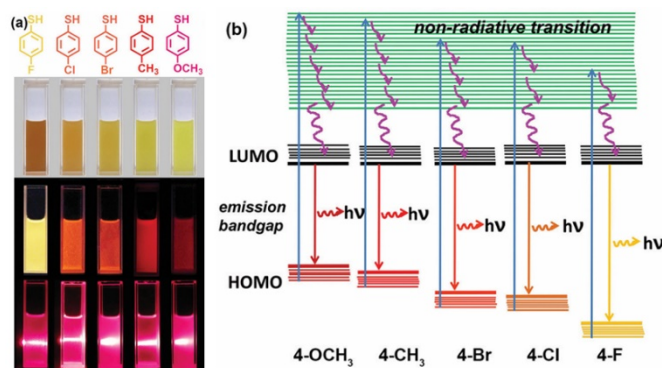 (a)
SH SH SH SH SH
F Cl Br CH₃ OCH₃
(b)
non-radiative transition
LUMO
emission
bandgap
hν hν hν hν hν
HOMO
4-OCH₃ 4-CH₃ 4-Br 4-Cl 4-F